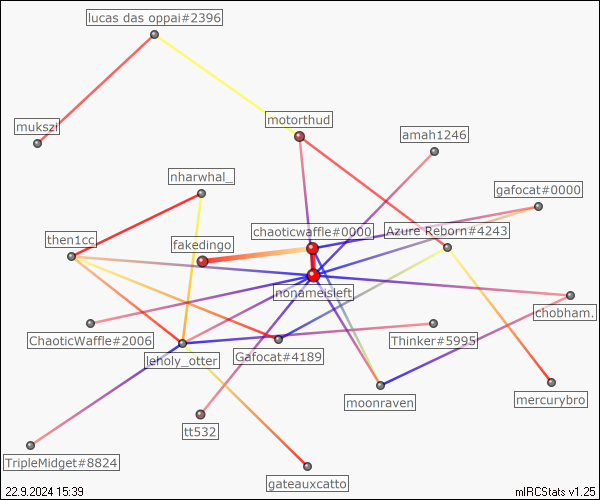 lucas das oppai#2396
mukszi
motorthud
amah1246
nharwhal_
gafocat#0000
chaoticwaffle#0000
Azure Reborn#4243
then1cc
fakedingo
nonameisleft
chobham.
ChaoticWaffle#2006
leholy_otter
Gafocat#4189
Thinker#5995
moonraven
mercurybro
tt532
TripleMidget#8824
gateauxcatto
22.9.2024 15:39
mIRCStats v1.25